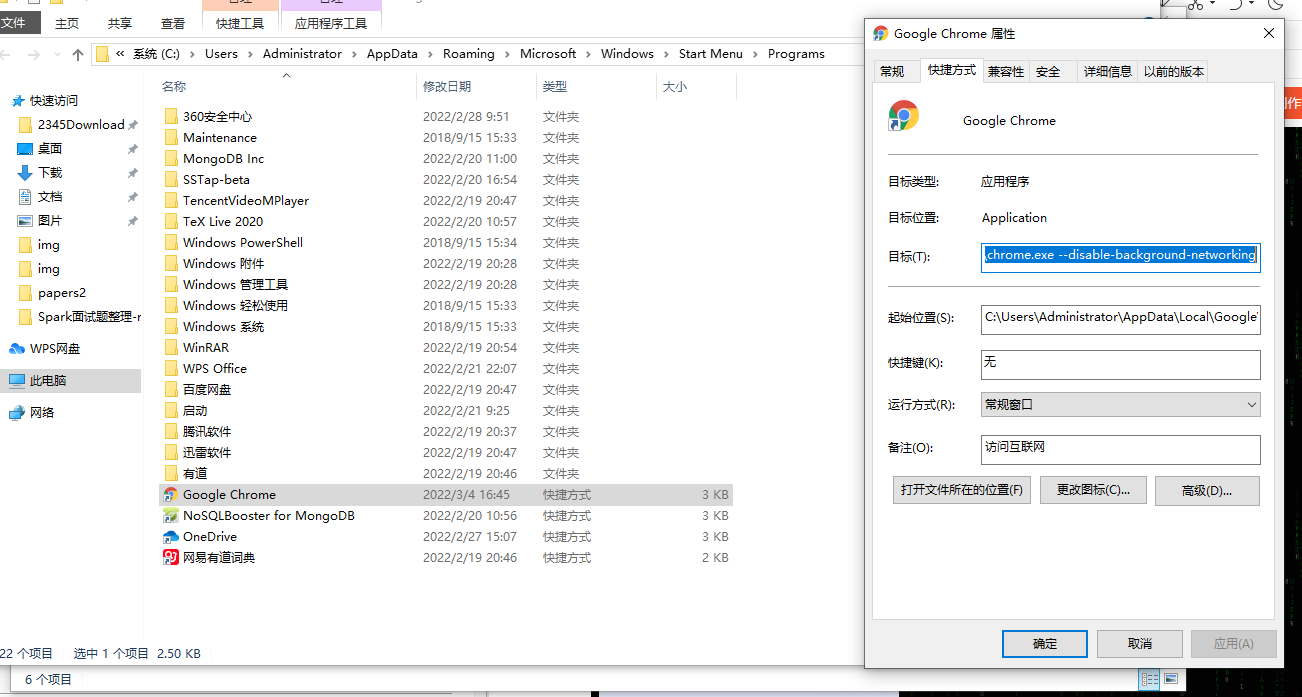 文件 主页 共享 查看 快捷工具 应用程序工具
« 系统 (C:) › Users › Administrator › AppData › Roaming › Microsoft › Windows › Start Menu › Programs
快速访问
2345Download
桌面
下载
文档
图片
img
img
papers2
Spark面试题整理-r
WPS网盘
此电脑
网络
名称 修改日期 类型 大小
360安全中心 2022/2/28 9:51 文件夹
Maintenance 2018/9/15 15:33 文件夹
MongoDB Inc 2022/2/20 11:00 文件夹
SSTap-beta 2022/2/20 16:54 文件夹
TencentVideoMPlayer 2022/2/19 20:47 文件夹
TeX Live 2020 2022/2/20 10:57 文件夹
Windows PowerShell 2018/9/15 15:34 文件夹
Windows 附件 2022/2/19 20:28 文件夹
Windows 管理工具 2022/2/19 20:28 文件夹
Windows 轻松使用 2018/9/15 15:33 文件夹
Windows 系统 2018/9/15 15:33 文件夹
WinRAR 2022/2/19 20:54 文件夹
WPS Office 2022/2/21 22:07 文件夹
百度网盘 2022/2/19 20:47 文件夹
启动 2022/2/21 9:25 文件夹
腾讯软件 2022/2/19 20:37 文件夹
迅雷软件 2022/2/19 20:47 文件夹
有道 2022/2/19 20:46 文件夹
Google Chrome 2022/3/4 16:45 快捷方式 3 KB
NoSQLBooster for MongoDB 2022/2/20 10:56 快捷方式 3 KB
OneDrive 2022/2/27 15:07 快捷方式 3 KB
网易有道词典 2022/2/19 20:46 快捷方式 2 KB
22 个项目 选中 1 个项目 2.50 KB
6 个项目
Google Chrome 属性
常规 快捷方式 兼容性 安全 详细信息 以前的版本
Google Chrome
目标类型: 应用程序
目标位置: Application
目标(T): \chrome.exe --disable-background-networking
起始位置(S): C:\Users\Administrator\AppData\Local\Google\
快捷键(K): 无
运行方式(R): 常规窗口
备注(O): 访问互联网
打开文件所在的位置(F) 更改图标(C)... 高级(D)...
确定 取消 应用(A)